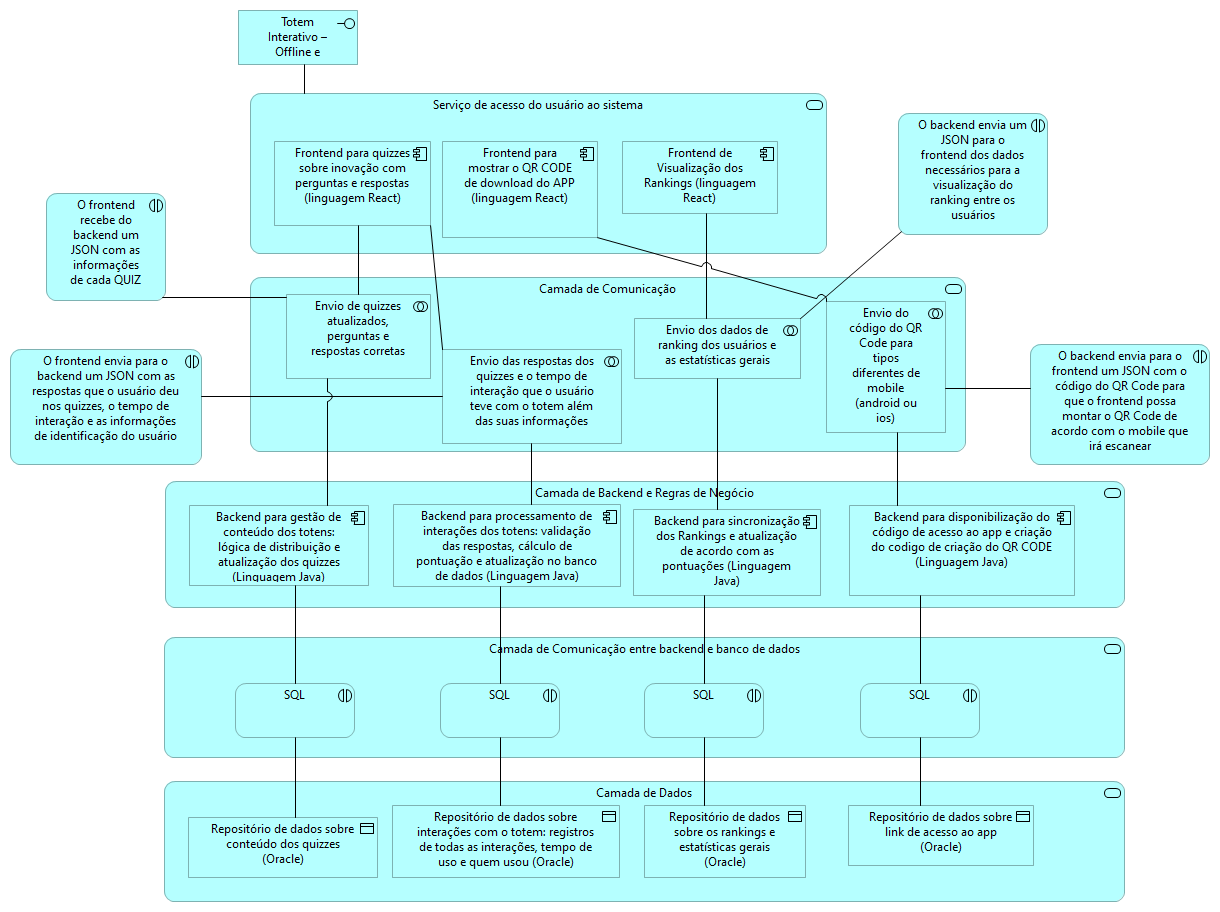 Totem
Interativo –
Offline e
Serviço de acesso do usuário ao sistema
Frontend para quizzes
sobre inovação com
perguntas e respostas
(linguagem React)
Frontend para
mostrar o QR CODE
de download do APP
(linguagem React)
Frontend de
Visualização dos
Rankings (linguagem
React)
O backend envia um
JSON para o
frontend dos dados
necessários para a
visualização do
ranking entre os
usuários
O frontend
recebe do
backend um
JSON com as
informações
de cada QUIZ
Camada de Comunicação
Envio de quizzes
atualizados,
perguntas e
respostas corretas
Envio das respostas dos
quizzes e o tempo de
interação que o usuário
teve com o totem além
das suas informações
Envio dos dados de
ranking dos usuários e
as estatísticas gerais
Envio do
código do QR
Code para
tipos
diferentes de
mobile
(android ou
ios)
O frontend envia para o
backend um JSON com as
respostas que o usuário deu
nos quizzes, o tempo de
interação e as informações
de identificação do usuário
O backend envia para o
frontend um JSON com o
código do QR Code para
que o frontend possa
montar o QR Code de
acordo com o mobile que
irá escanear
Camada de Backend e Regras de Negócio
Backend para gestão de
conteúdo dos totens:
lógica de distribuição e
atualização dos quizzes
(Linguagem Java)
Backend para processamento de
interações dos totens: validação
das respostas, cálculo de
pontuação e atualização no banco
de dados (Linguagem Java)
Backend para sincronização
dos Rankings e atualização
de acordo com as
pontuações (Linguagem
Java)
Backend para disponibilização do
código de acesso ao app e criação
do codigo de criação do QR CODE
(Linguagem Java)
Camada de Comunicação entre backend e banco de dados
SQL
SQL
SQL
SQL
Camada de Dados
Repositório de dados sobre
conteúdo dos quizzes
(Oracle)
Repositório de dados sobre
interações com o totem: registros
de todas as interações, tempo de
uso e quem usou (Oracle)
Repositório de dados
sobre os rankings e
estatísticas gerais
(Oracle)
Repositório de dados sobre
link de acesso ao app
(Oracle)